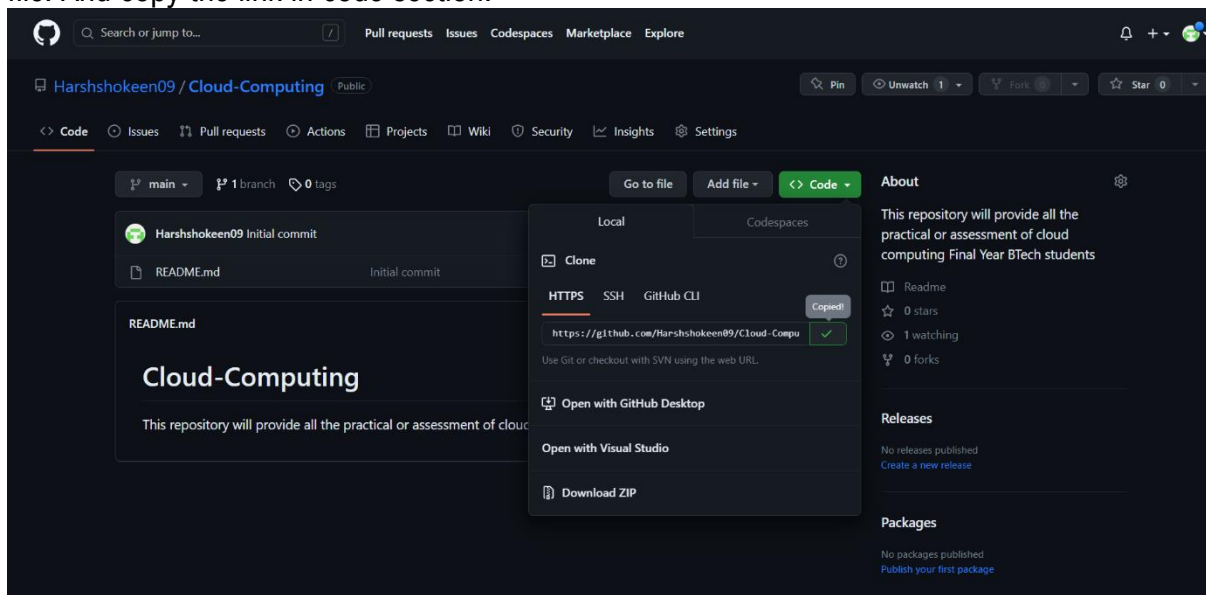 file. And copy the link in code section.
Search or jump to... / Pull requests Issues Codespaces Marketplace Explore
Harshshokeen09 / Cloud-Computing Public
Pin Unwatch 1 Fork 0 Star 0
Code Issues Pull requests Actions Projects Wiki Security Insights Settings
main 1 branch 0 tags Go to file Add file Code
Harshshokeen09 Initial commit
README.md Initial commit
README.md
Cloud-Computing
This repository will provide all the practical or assessment of cloud
Local Codespaces
Clone
HTTPS SSH GitHub CLI
Copied!
https://github.com/Harshshokeen09/Cloud-Compu
Use Git or checkout with SVN using the web URL.
Open with GitHub Desktop
Open with Visual Studio
Download ZIP
About
This repository will provide all the
practical or assessment of cloud
computing Final Year BTech students
Readme
0 stars
1 watching
0 forks
Releases
No releases published
Create a new release
Packages
No packages published
Publish your first package